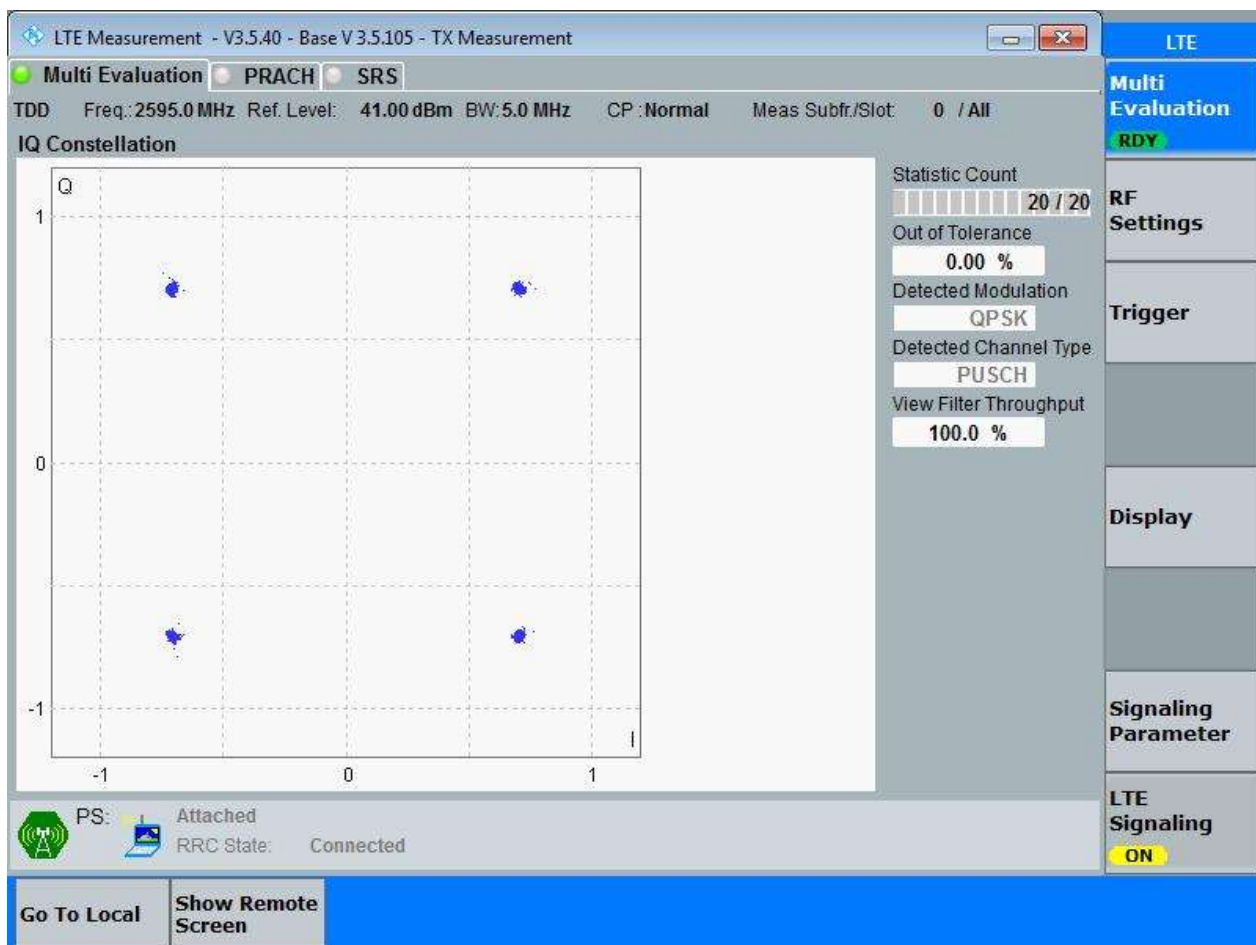 LTE Measurement - V3.5.40 - Base V 3.5.105 - TX Measurement
LTE
Multi Evaluation PRACH SRS
TDD Freq.: 2595.0 MHz Ref. Level: 41.00 dBm BW: 5.0 MHz CP : Normal Meas Subfr./Slot: 0 / All
IQ Constellation
Q
1
0
-1
I
-1 0 1
Statistic Count
20 / 20
Out of Tolerance
0.00 %
Detected Modulation
QPSK
Detected Channel Type
PUSCH
View Filter Throughput
100.0 %
Multi
Evaluation
RDY
RF
Settings
Trigger
Display
Signaling
Parameter
LTE
Signaling
ON
PS: Attached
RRC State: Connected
Go To Local
Show Remote
Screen